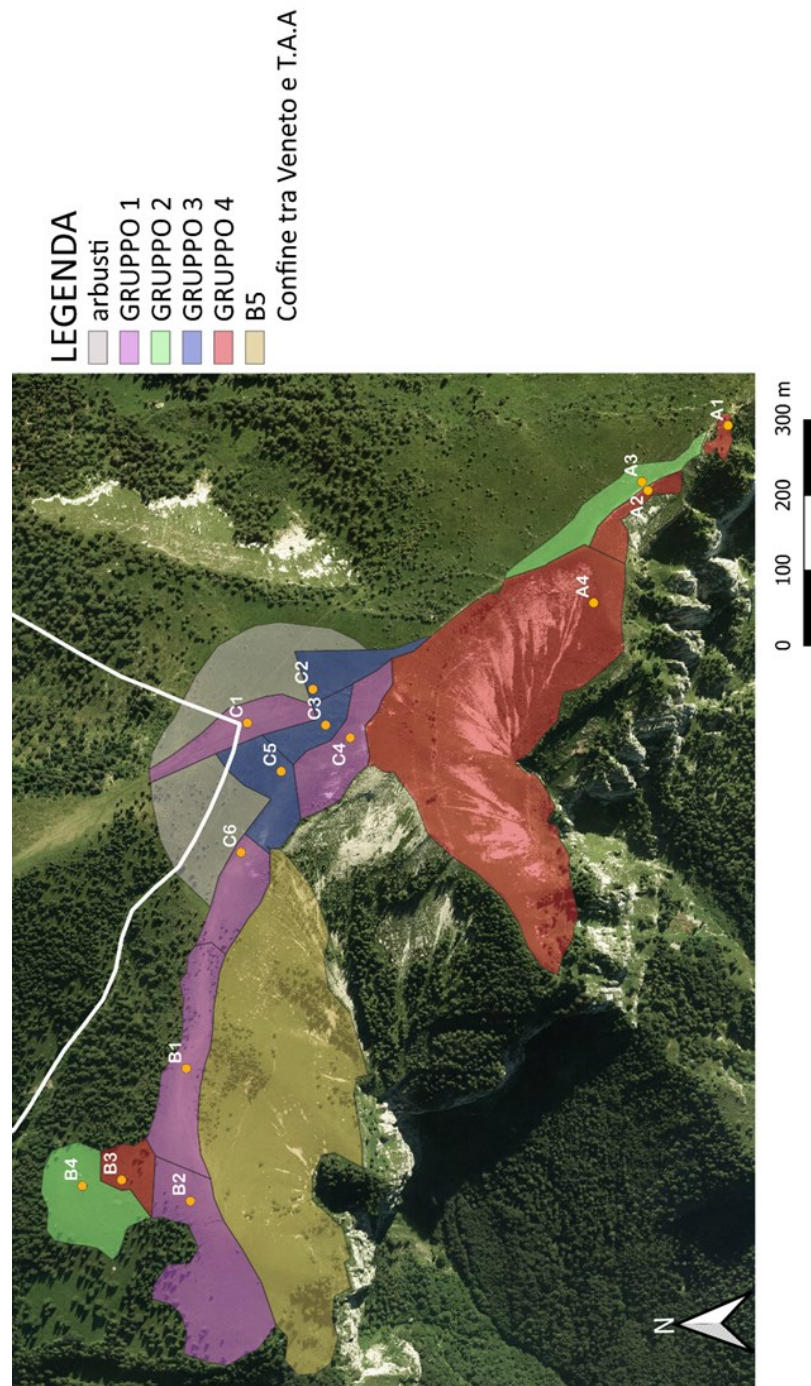 LEGENDA
arbusti
GRUPPO 1
GRUPPO 2
GRUPPO 3
GRUPPO 4
B5
Confine tra Veneto e T.A.A
B4
B3
B2
B1
C6
C5
C1
C2
C3
C4
A4
A3
A2
A1
N
0 100 200 300 m